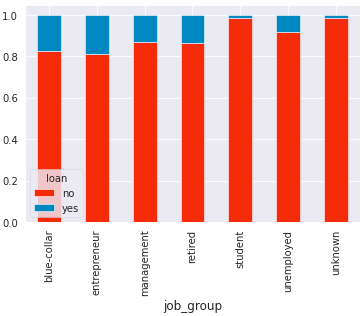 1.0
0.8
0.6
0.4
0.2
0.0
loan
no
yes
blue-collar
entrepreneur
management
retired
student
unemployed
unknown
job_group